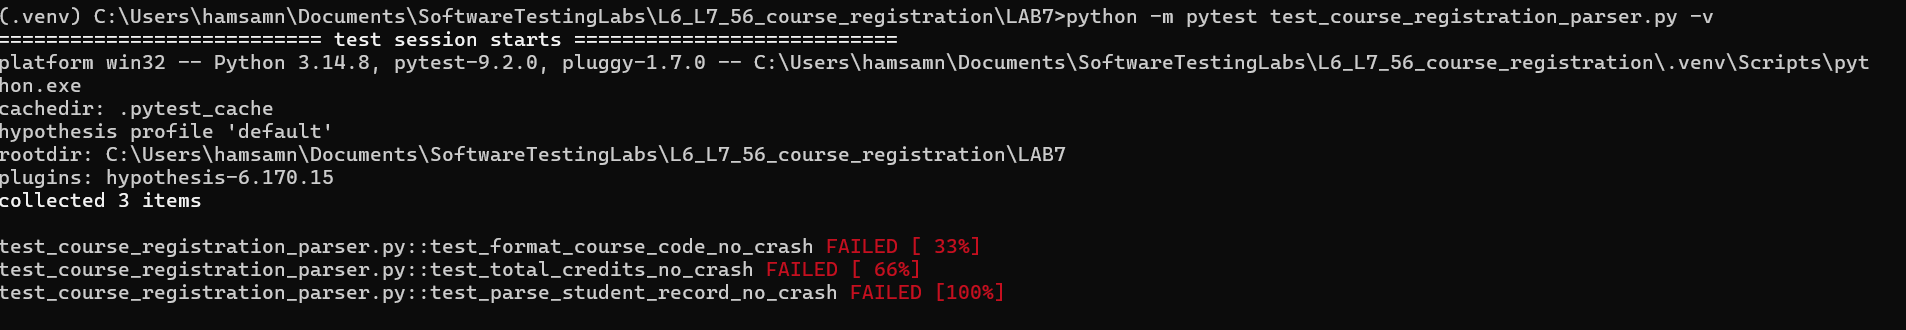 (.venv) C:\Users\hamsamn\Documents\SoftwareTestingLabs\L6_L7_56_course_registration\LAB7>python -m pytest test_course_registration_parser.py -v
=========================== test session starts ===========================
platform win32 -- Python 3.14.8, pytest-9.2.0, pluggy-1.7.0 -- C:\Users\hamsamn\Documents\SoftwareTestingLabs\L6_L7_56_course_registration\.venv\Scripts\pyt
hon.exe
cachedir: .pytest_cache
hypothesis profile 'default'
rootdir: C:\Users\hamsamn\Documents\SoftwareTestingLabs\L6_L7_56_course_registration\LAB7
plugins: hypothesis-6.170.15
collected 3 items
test_course_registration_parser.py::test_format_course_code_no_crash FAILED [ 33%]
test_course_registration_parser.py::test_total_credits_no_crash FAILED [ 66%]
test_course_registration_parser.py::test_parse_student_record_no_crash FAILED [100%]